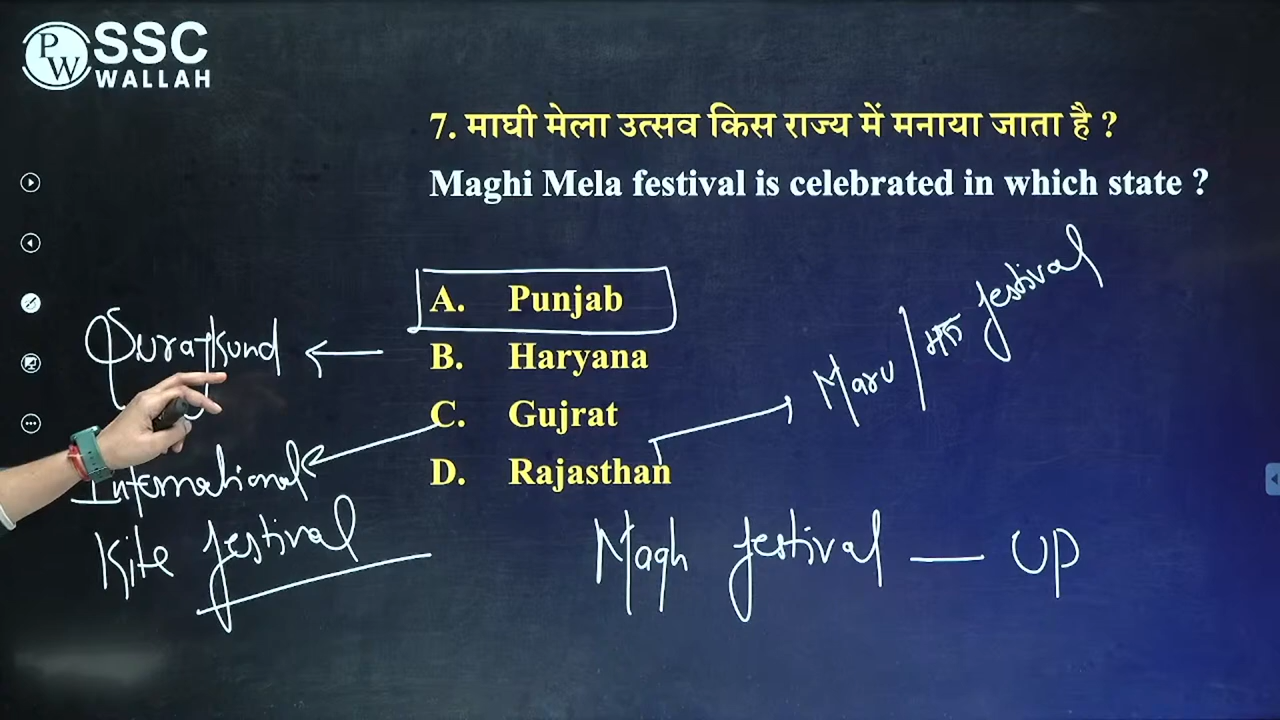 PW SSC
WALLAH
7. माघी मेला उत्सव किस राज्य में मनाया जाता है ?
Maghi Mela festival is celebrated in which state ?
A. Punjab
B. Haryana
C. Gujrat
D. Rajasthan
Surajkund
International
Kite festival
Maru / मरू festival
Magh festival — UP